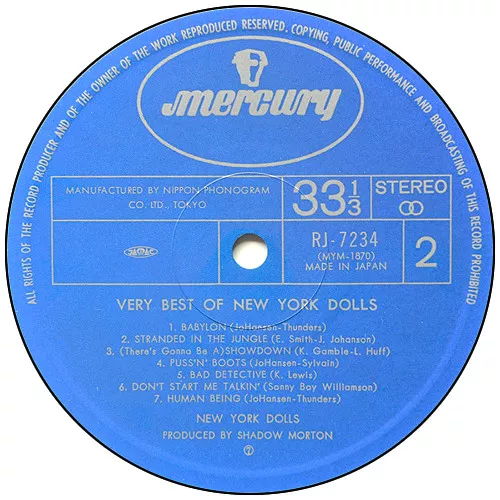 ALL RIGHTS OF THE RECORD PRODUCER AND OF THE OWNER OF THE WORK REPRODUCED RESERVED. COPYING, PUBLIC PERFORMANCE AND BROADCASTING OF THIS RECORD PROHIBITED
mercury
MANUFACTURED BY NIPPON PHONOGRAM
CO. LTD., TOKYO
33 1/3
STEREO
JASRAC
RJ-7234
(MYM-1870)
MADE IN JAPAN
2
VERY BEST OF NEW YORK DOLLS
1. BABYLON (JoHansen-Thunders)
2. STRANDED IN THE JUNGLE (E. Smith-J. Johanson)
3. (There's Gonna Be A)SHOWDOWN (K. Gamble-L. Huff)
4. PUSS'N' BOOTS (JoHansen-Sylvain)
5. BAD DETECTIVE (K. Lewis)
6. DON'T START ME TALKIN' (Sonny Boy Williamson)
7. HUMAN BEING (JoHansen-Thunders)
NEW YORK DOLLS
PRODUCED BY SHADOW MORTON